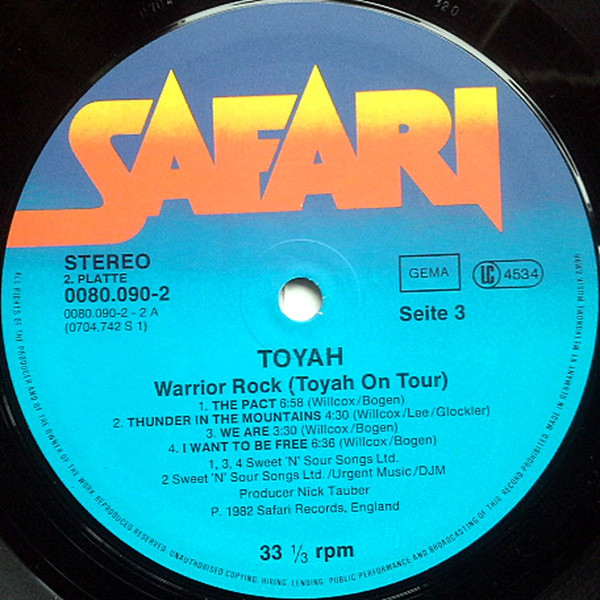 SAFARI
STEREO
2. PLATTE
0080.090-2
0080.090-2 - 2 A
(0704.742 S 1)
GEMA
LC 4534
Seite 3
TOYAH
Warrior Rock (Toyah On Tour)
1. THE PACT 6:58 (Willcox/Bogen)
2. THUNDER IN THE MOUNTAINS 4:30 (Willcox/Lee/Glockler)
3. WE ARE 3:30 (Willcox/Bogen)
4. I WANT TO BE FREE 6:36 (Willcox/Bogen)
1, 3, 4 Sweet 'N' Sour Songs Ltd.
2 Sweet 'N' Sour Songs Ltd./Urgent Music/DJM
Producer Nick Tauber
P. 1982 Safari Records, England
33 1/3 rpm
ALL RIGHTS OF THE PRODUCER AND OF THE OWNER OF THE WORK REPRODUCED RESERVED. UNAUTHORISED COPYING, HIRING, LENDING, PUBLIC PERFORMANCE AND BROADCASTING OF THIS RECORD PROHIBITED. MADE IN GERMANY BY METRONOME MUSIK GMBH